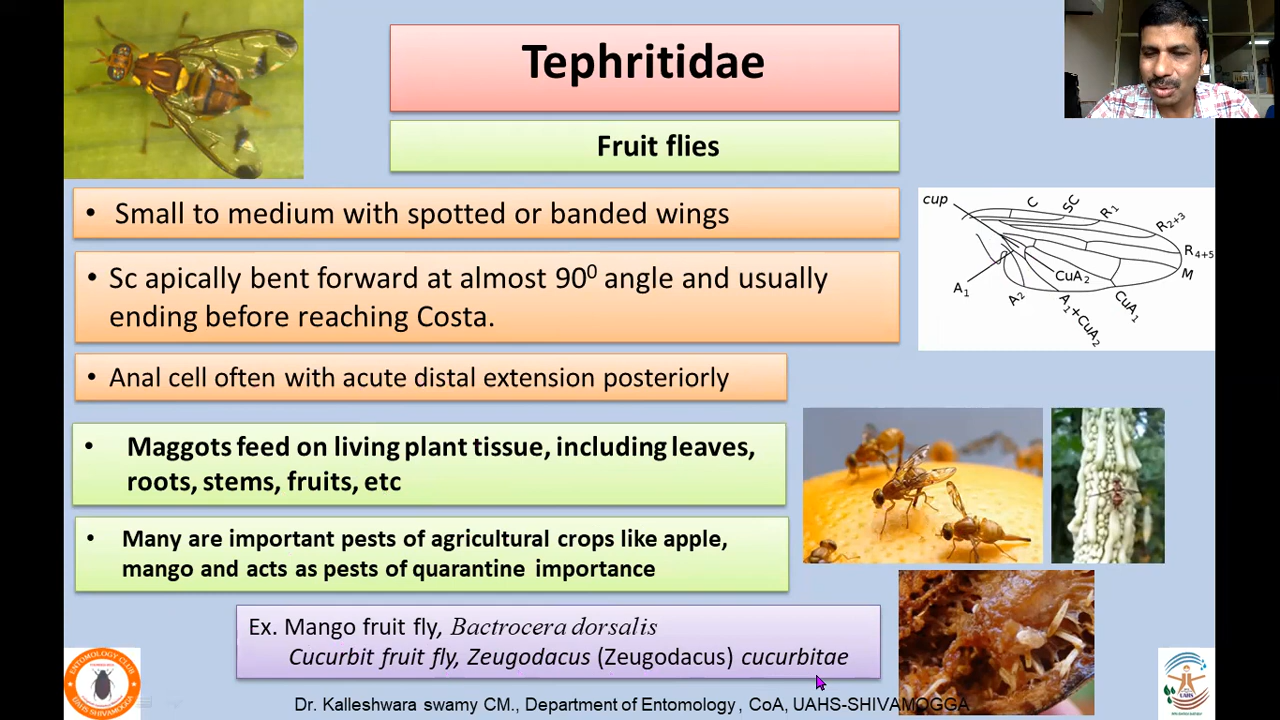 Tephritidae
Fruit flies
• Small to medium with spotted or banded wings
• Sc apically bent forward at almost 90⁰ angle and usually
ending before reaching Costa.
• Anal cell often with acute distal extension posteriorly
• Maggots feed on living plant tissue, including leaves,
roots, stems, fruits, etc
• Many are important pests of agricultural crops like apple,
mango and acts as pests of quarantine importance
Ex. Mango fruit fly, Bactrocera dorsalis
Cucurbit fruit fly, Zeugodacus (Zeugodacus) cucurbitae
cup
C
SC
R1
R2+3
R4+5
M
CuA1
CuA2
A1+CuA2
A2
A1
ENTOMOLOGY CLUB
UAHS SHIVAMOGGA
UAHS
Dr. Kalleshwara swamy CM., Department of Entomology, CoA, UAHS-SHIVAMOGGA